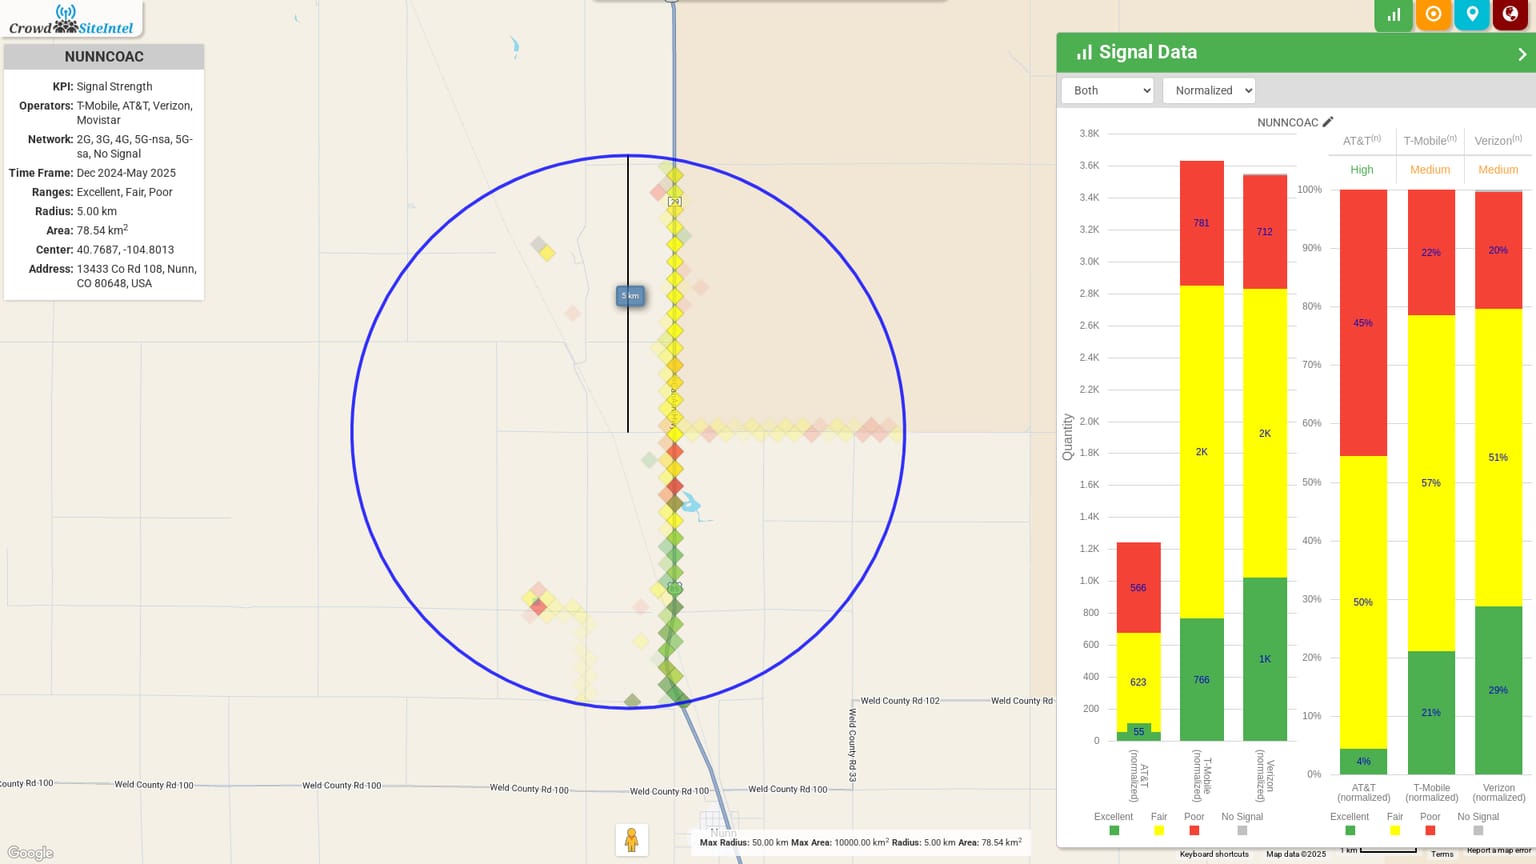 Crowd SiteIntel
NUNNCOAC
KPI: Signal Strength
Operators: T-Mobile, AT&T, Verizon,
Movistar
Network: 2G, 3G, 4G, 5G-nsa, 5G-
sa, No Signal
Time Frame: Dec 2024-May 2025
Ranges: Excellent, Fair, Poor
Radius: 5.00 km
Area: 78.54 km2
Center: 40.7687, -104.8013
Address: 13433 Co Rd 108, Nunn,
CO 80648, USA
29
5 km
Weld County Rd 102
Weld County Rd
Weld County Rd 33
County Rd 100
Weld County Rd 100
Weld County Rd 100
Weld County Rd 100
Weld County Rd 100
Weld County Rd 100
Nunn
Google
Max Radius: 50.00 km Max Area: 10000.00 km2 Radius: 5.00 km Area: 78.54 km2
Signal Data
Both
Normalized
NUNNCOAC
Quantity
3.8K
3.6K
3.4K
3.2K
3.0K
2.8K
2.6K
2.4K
2.2K
2.0K
1.8K
1.6K
1.4K
1.2K
1.0K
800
600
400
200
0
566
623
55
781
2K
766
712
2K
1K
AT&T
(normalized)
T-Mobile
(normalized)
Verizon
(normalized)
Excellent Fair Poor No Signal
AT&T(n) T-Mobile(n) Verizon(n)
High Medium Medium
100%
90%
80%
70%
60%
50%
40%
30%
20%
10%
0%
45%
50%
4%
22%
57%
21%
20%
51%
29%
AT&T
(normalized)
T-Mobile
(normalized)
Verizon
(normalized)
Excellent Fair Poor No Signal
Keyboard shortcuts Map data ©2025 1 km Terms Report a map error